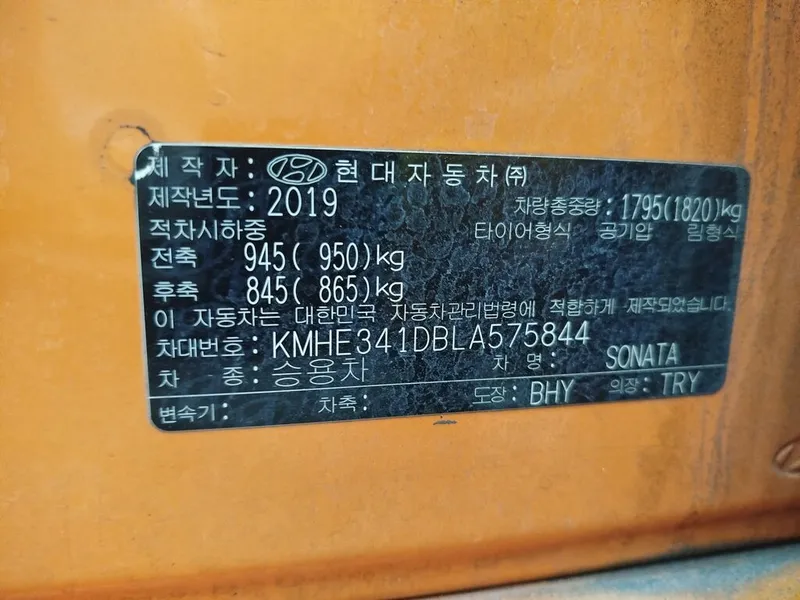 제 작 자 : 현대자동차(주)
제작년도 : 2019 차량총중량 : 1795(1820)kg
적차시하중 타이어형식 공기압 림형식
전축 945( 950)kg
후축 845( 865)kg
이 자동차는 대한민국 자동차관리법령에 적합하게 제작되었습니다.
차대번호 : KMHE341DBLA575844
차 종 : 승용차 차 명 : SONATA
변속기 : 차축 : 도장 : BHY 의장 : TRY